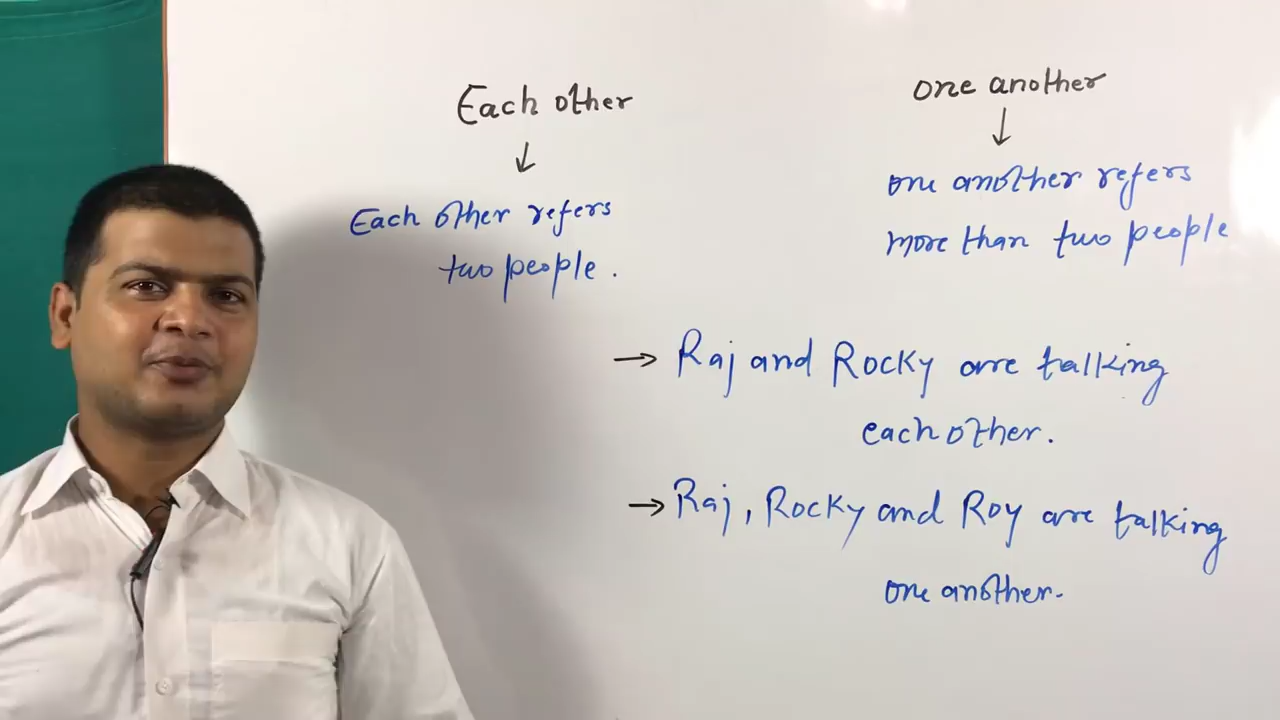 Each other
↓
Each other refers
two people.
one another
↓
one another refers
more than two people
→ Raj and Rocky are talking
each other.
→ Raj, Rocky and Roy are talking
one another.